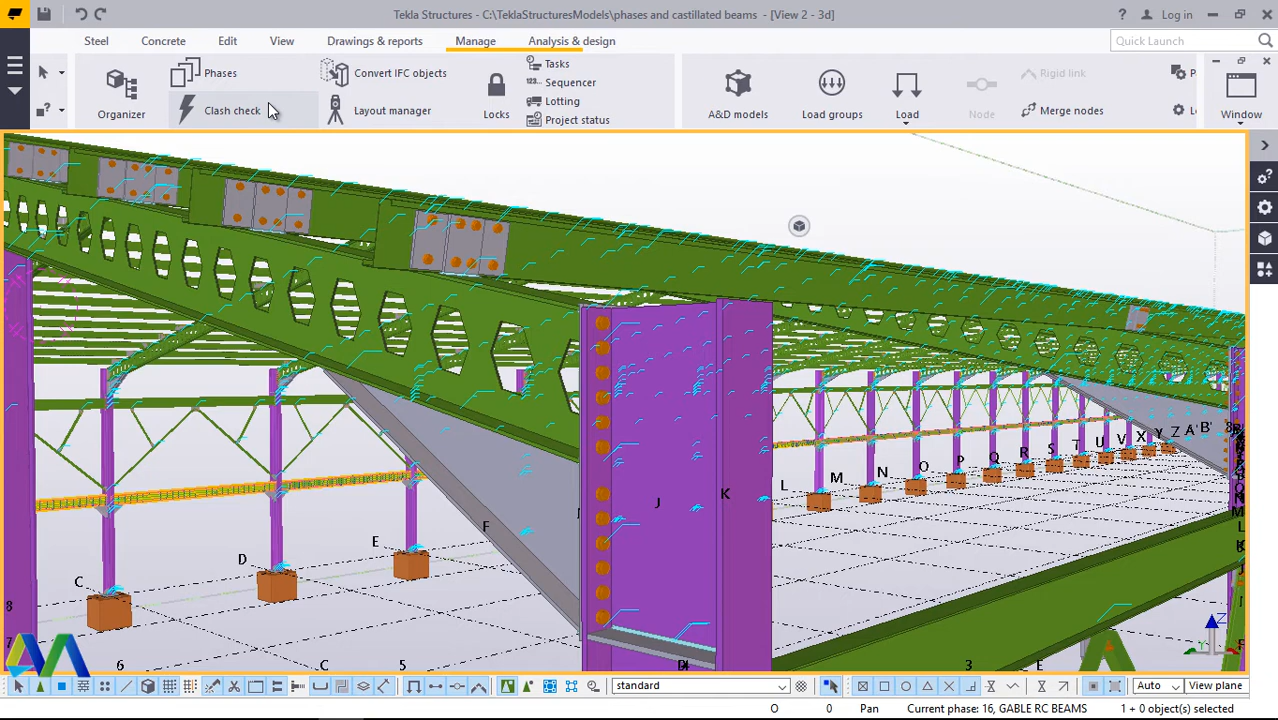 Tekla Structures - C:\TeklaStructuresModels\phases and castillated beams - [View 2 - 3d]
Log in
Steel
Concrete
Edit
View
Drawings & reports
Manage
Analysis & design
Quick Launch
Organizer
Phases
Clash check
Convert IFC objects
Layout manager
Locks
Tasks
Sequencer
Lotting
Project status
A&D models
Load groups
Load
Node
Rigid link
Merge nodes
Window
J
K
L
M
N
O
P
Q
R
S
T
U
V
X
Y
Z
A'
B'
C
D
E
F
8
7
6
C
5
3
E
standard
Auto
View plane
O
0
Pan
Current phase: 16, GABLE RC BEAMS
1 + 0 object(s) selected